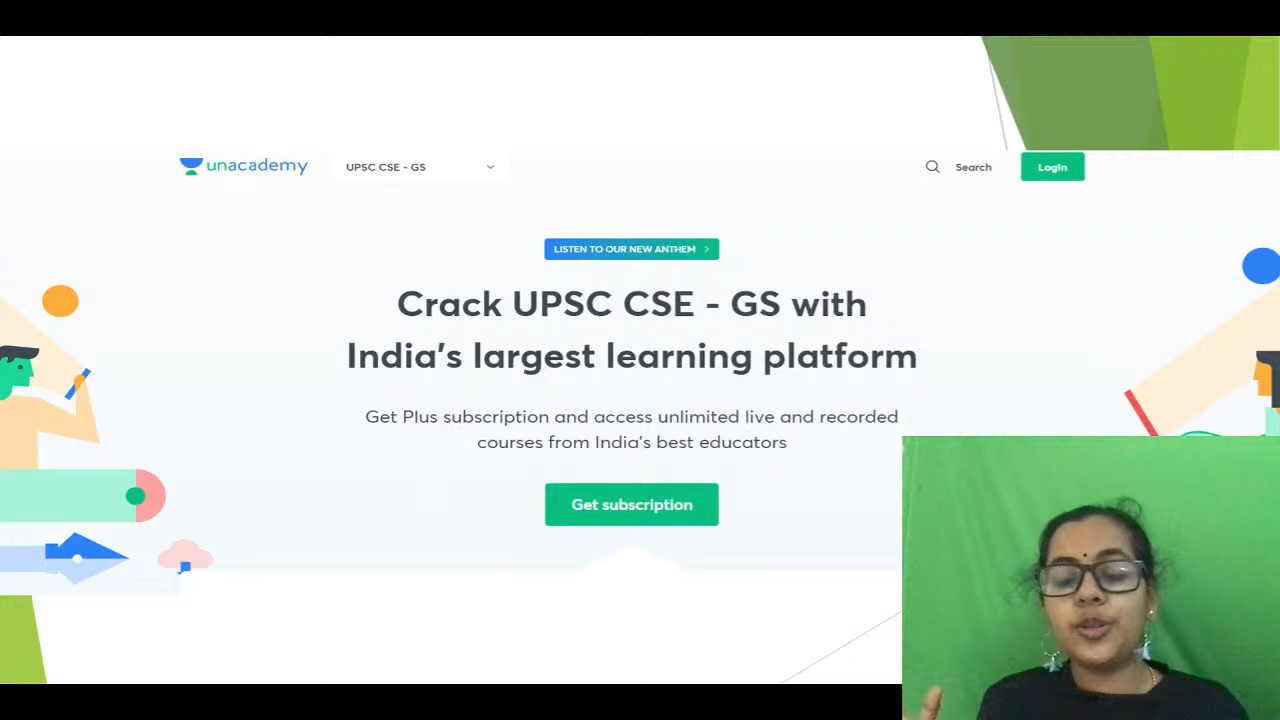 unacademy
UPSC CSE - GS
Search
Login
LISTEN TO OUR NEW ANTHEM
Crack UPSC CSE - GS with
India's largest learning platform
Get Plus subscription and access unlimited live and recorded
courses from India's best educators
Get subscription